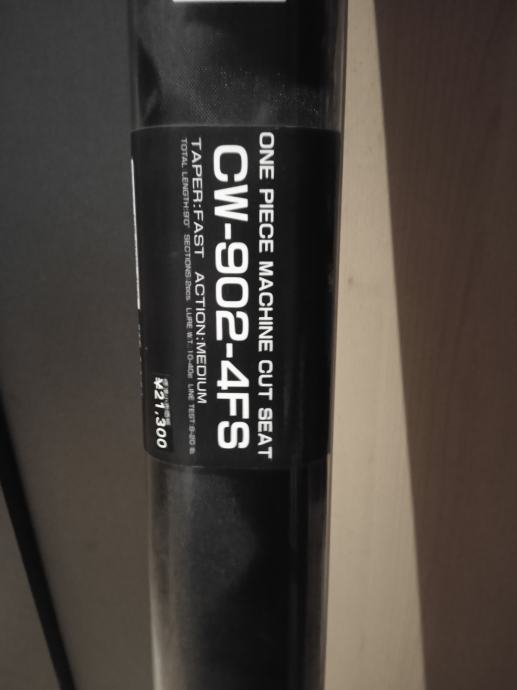 ONE PIECE MACHINE CUT SEAT
CW-902-4FS
TAPER:FAST ACTION:MEDIUM
TOTAL LENGTH:9'0" SECTIONS:2pcs LURE WT.:10-40g LINE TEST:8-20 lb
¥21,300